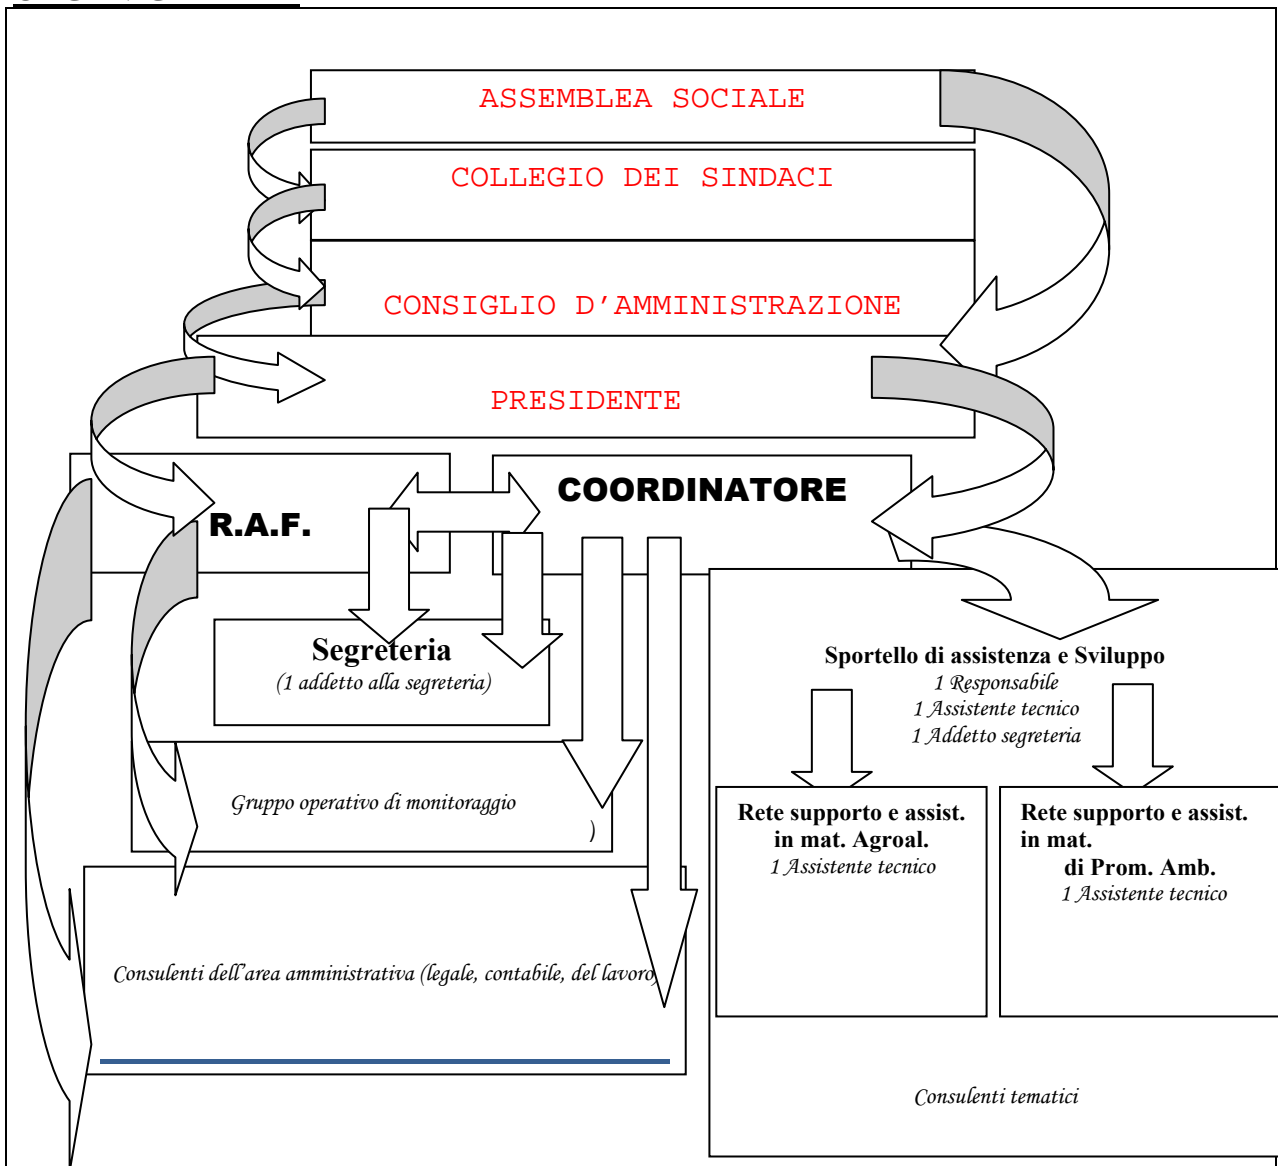 ASSEMBLEA SOCIALE
COLLEGIO DEI SINDACI
CONSIGLIO D’AMMINISTRAZIONE
PRESIDENTE
R.A.F.
COORDINATORE
Segreteria
(1 addetto alla segreteria)
Gruppo operativo di monitoraggio
)
Consulenti dell’area amministrativa (legale, contabile, del lavoro)
Sportello di assistenza e Sviluppo
1 Responsabile
1 Assistente tecnico
1 Addetto segreteria
Rete supporto e assist.
in mat. Agroal.
1 Assistente tecnico
Rete supporto e assist.
in mat.
di Prom. Amb.
1 Assistente tecnico
Consulenti tematici